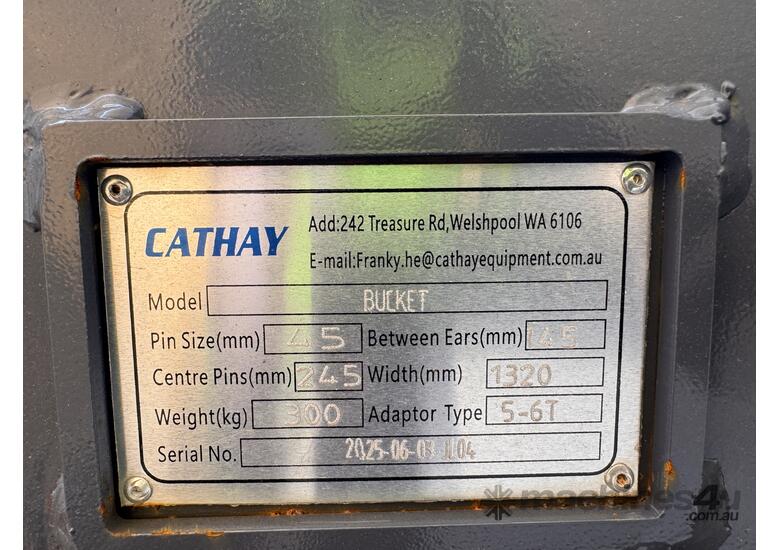 CATHAY
Add:242 Treasure Rd,Welshpool WA 6106
E-mail:Franky.he@cathayequipment.com.au
Model BUCKET
Pin Size(mm) 45 Between Ears(mm) 145
Centre Pins(mm) 245 Width(mm) 1320
Weight(kg) 300 Adaptor Type 5-6T
Serial No. 2025-06-03
machines4u
.com.au